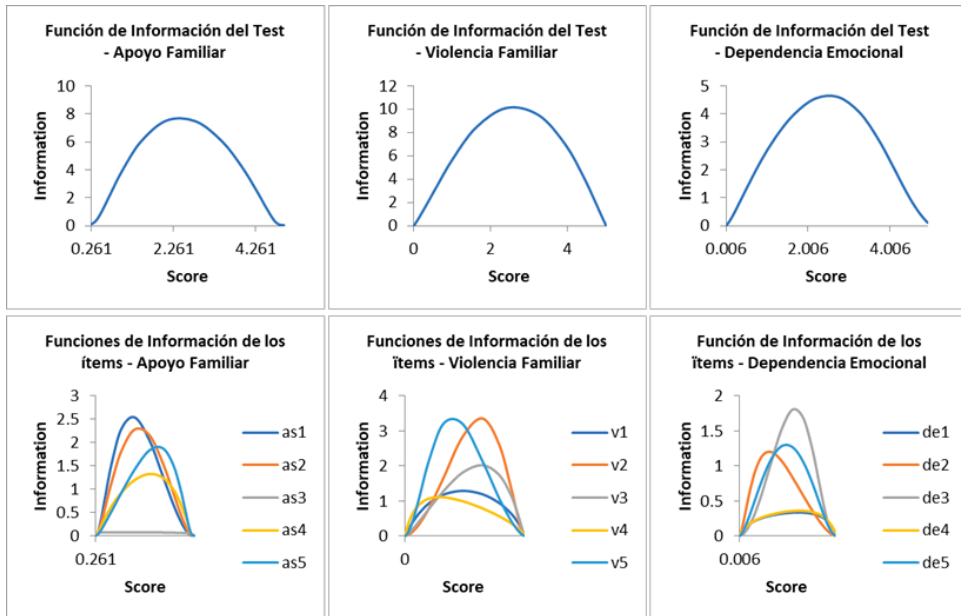 Función de Información del Test
- Apoyo Familiar
10
8
6
4
2
0
Information
0.261
2.261
4.261
Score
Función de Información del Test
- Violencia Familiar
12
10
8
6
4
2
0
Information
0
2
4
Score
Función de Información del Test
- Dependencia Emocional
5
4
3
2
1
0
Information
0.006
2.006
4.006
Score
Funciones de Información de los
ítems - Apoyo Familiar
3
2.5
2
1.5
1
0.5
0
Information
0.261
Score
as1
as2
as3
as4
as5
Funciones de Información de los
ïtems - Violencia Familiar
4
3
2
1
0
Information
0
Score
v1
v2
v3
v4
v5
Función de Información de los
ïtems - Dependencia Emocional
2
1.5
1
0.5
0
Information
0.006
Score
de1
de2
de3
de4
de5